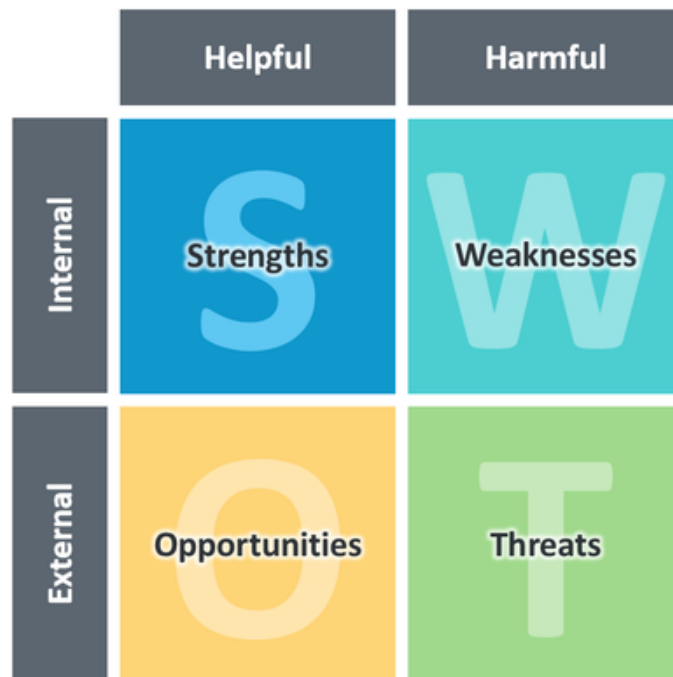 Helpful
Harmful
Internal
S
Strengths
W
Weaknesses
External
O
Opportunities
T
Threats